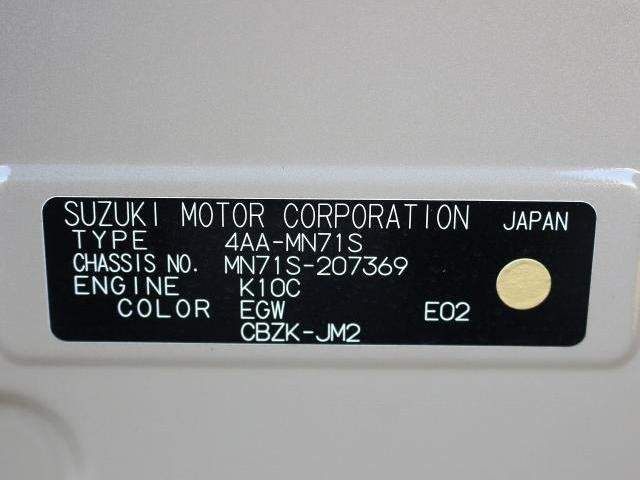 SUZUKI MOTOR CORPORATION JAPAN
TYPE 4AA-MN71S
CHASSIS NO. MN71S-207369
ENGINE K10C
COLOR EGW E02
CBZK-JM2